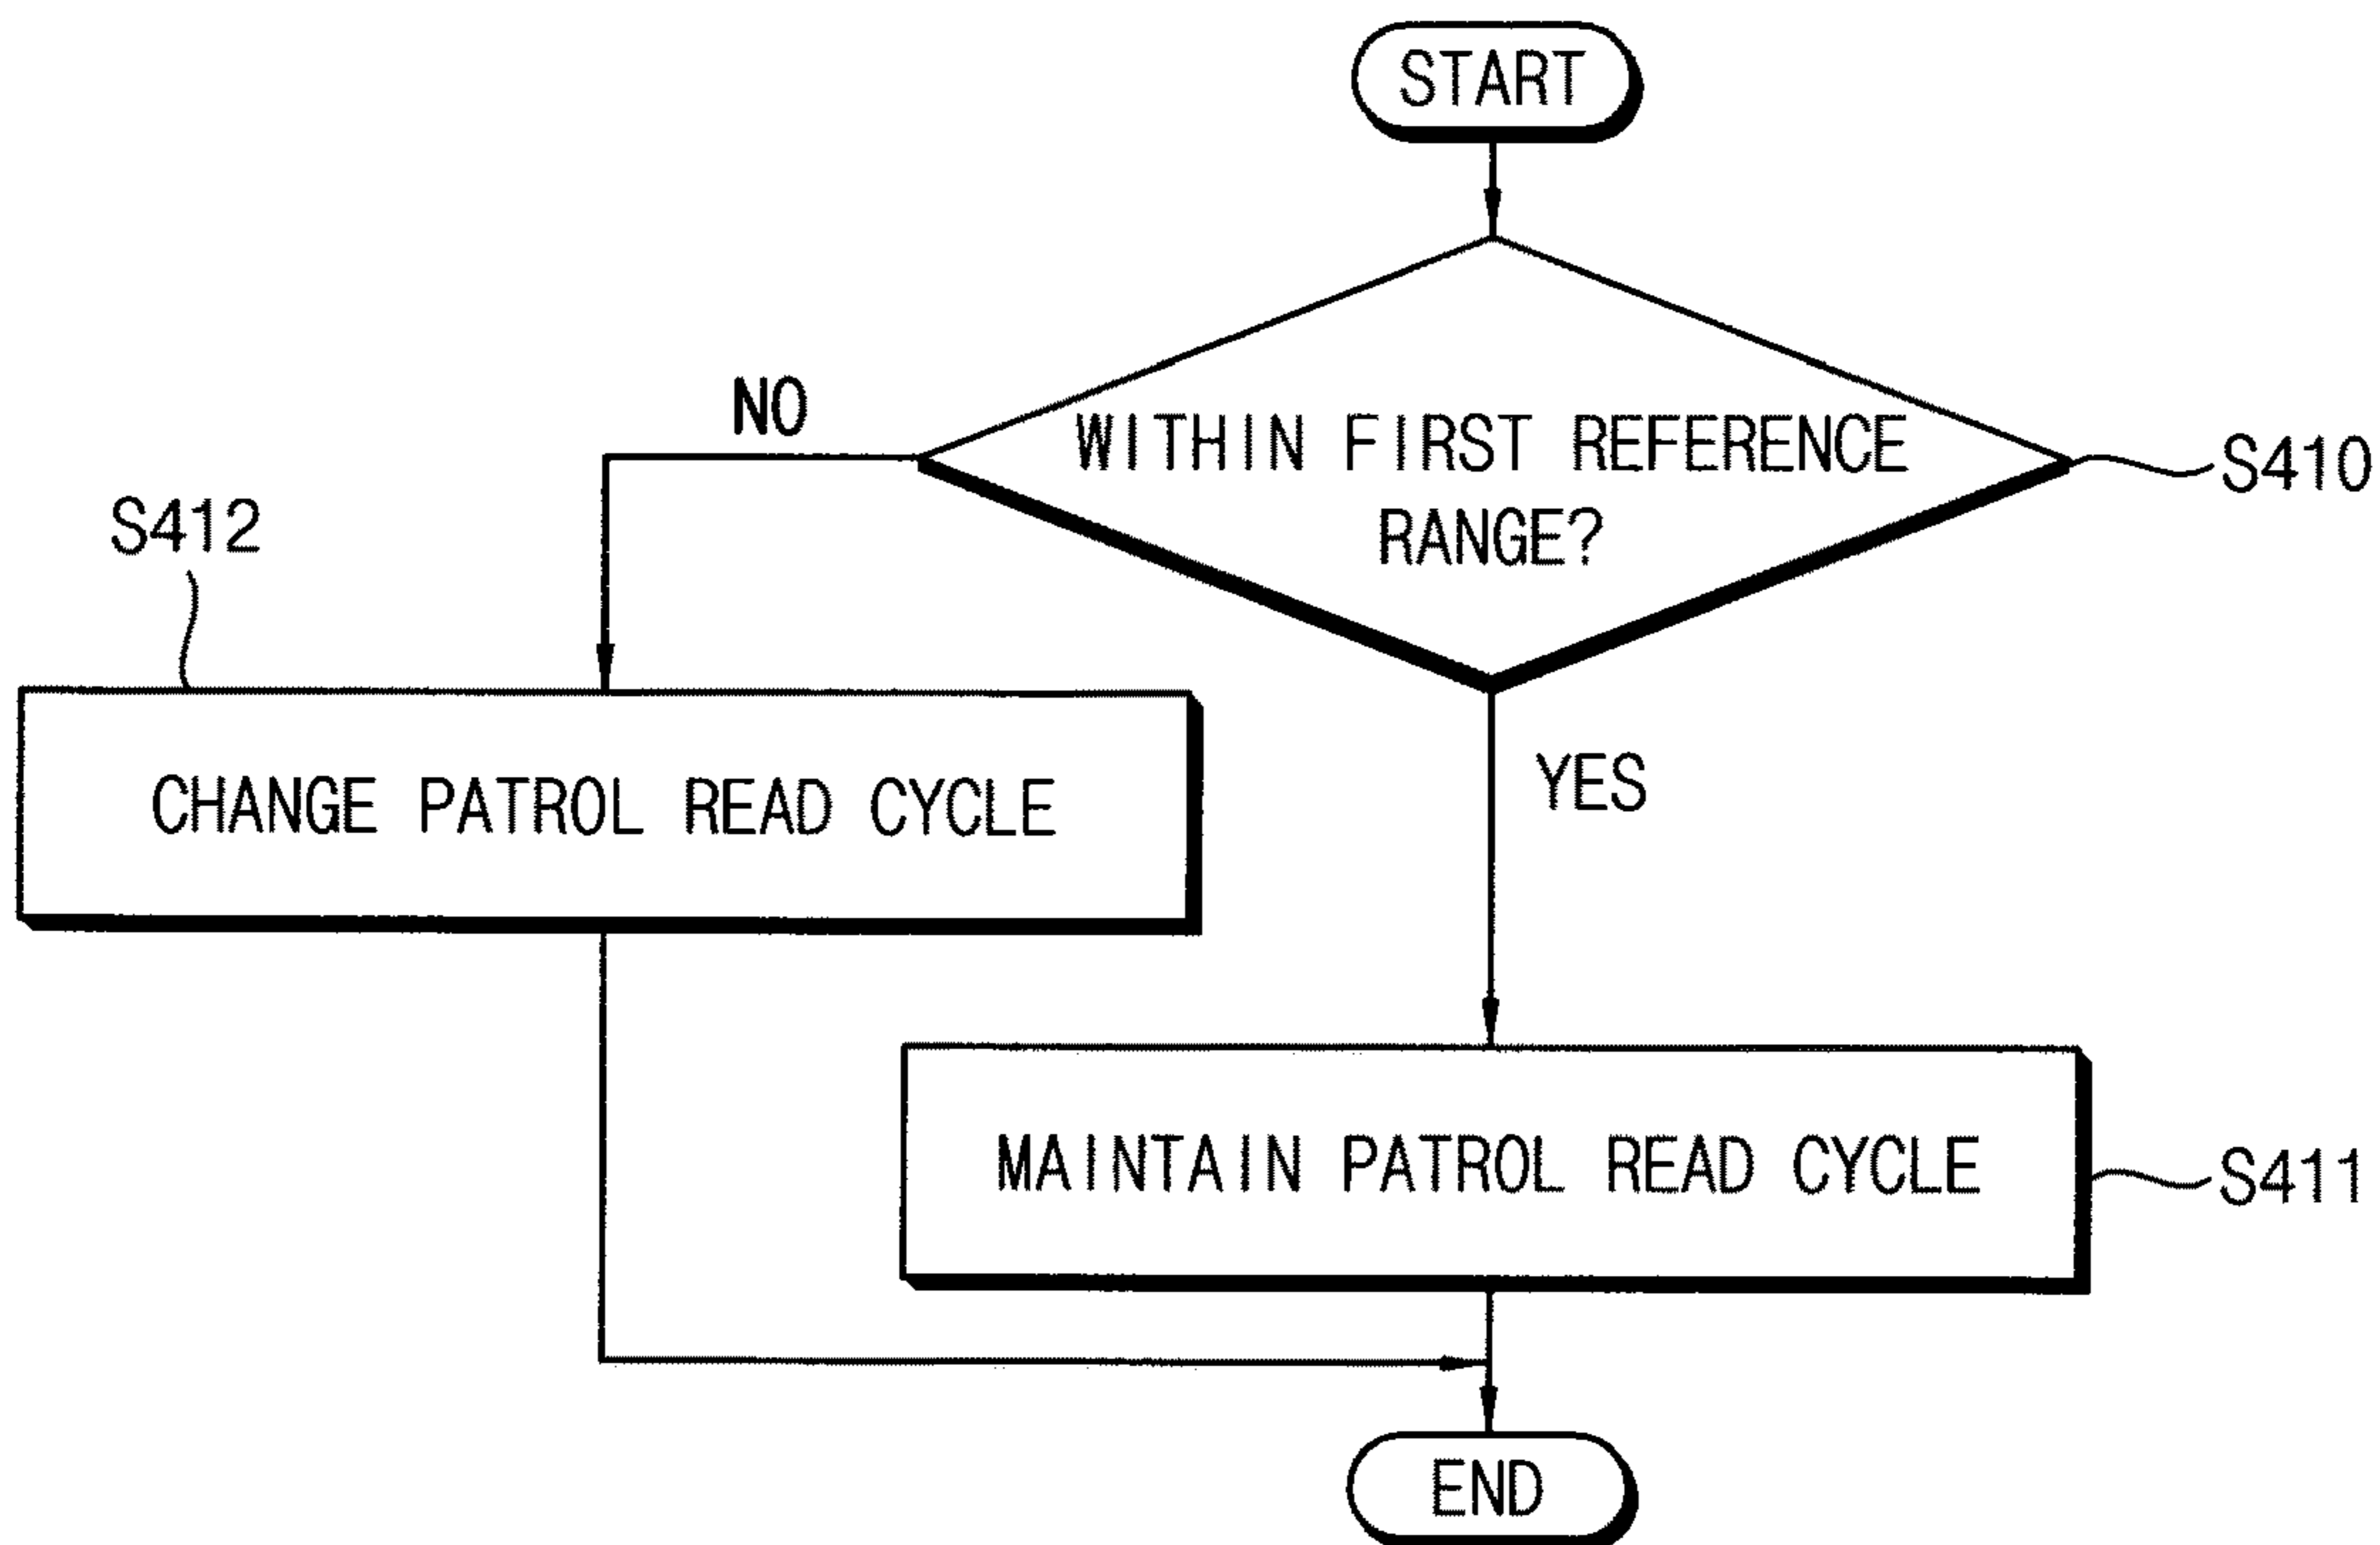 START
NO
WITHIN FIRST REFERENCE
RANGE?
S410
S412
CHANGE PATROL READ CYCLE
YES
MAINTAIN PATROL READ CYCLE
S411
END